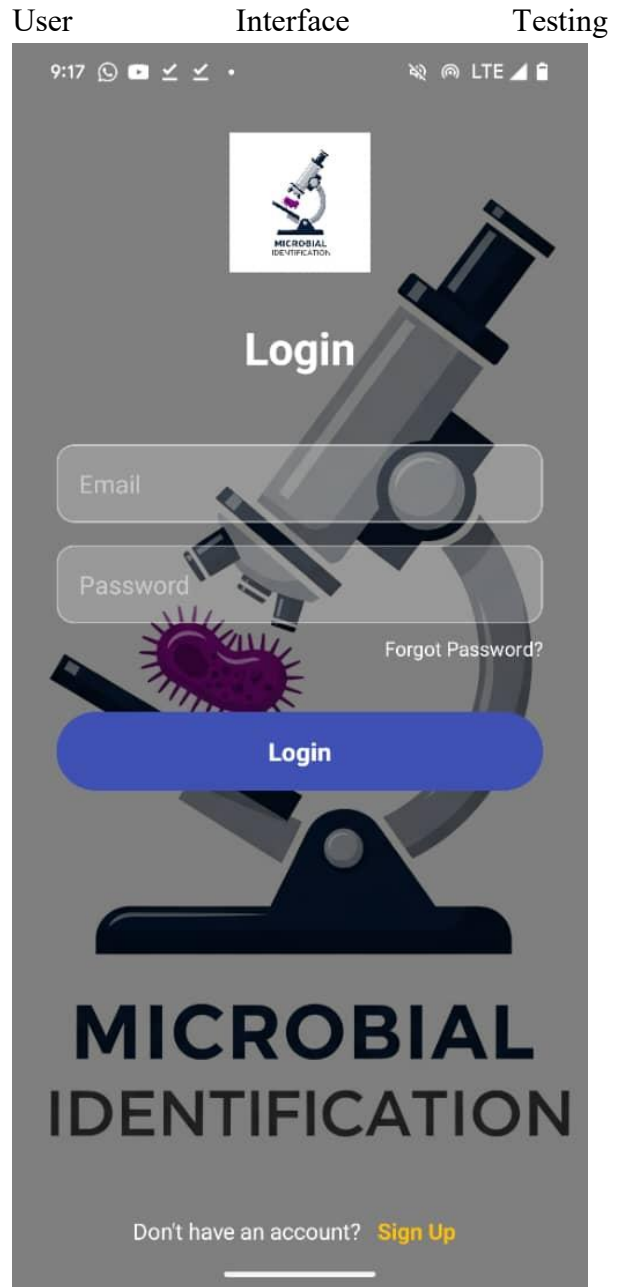 User Interface Testing
9:17 LTE
MICROBIAL
IDENTIFICATION
Login
Email
Password
Forgot Password?
Login
MICROBIAL
IDENTIFICATION
Don't have an account? Sign Up